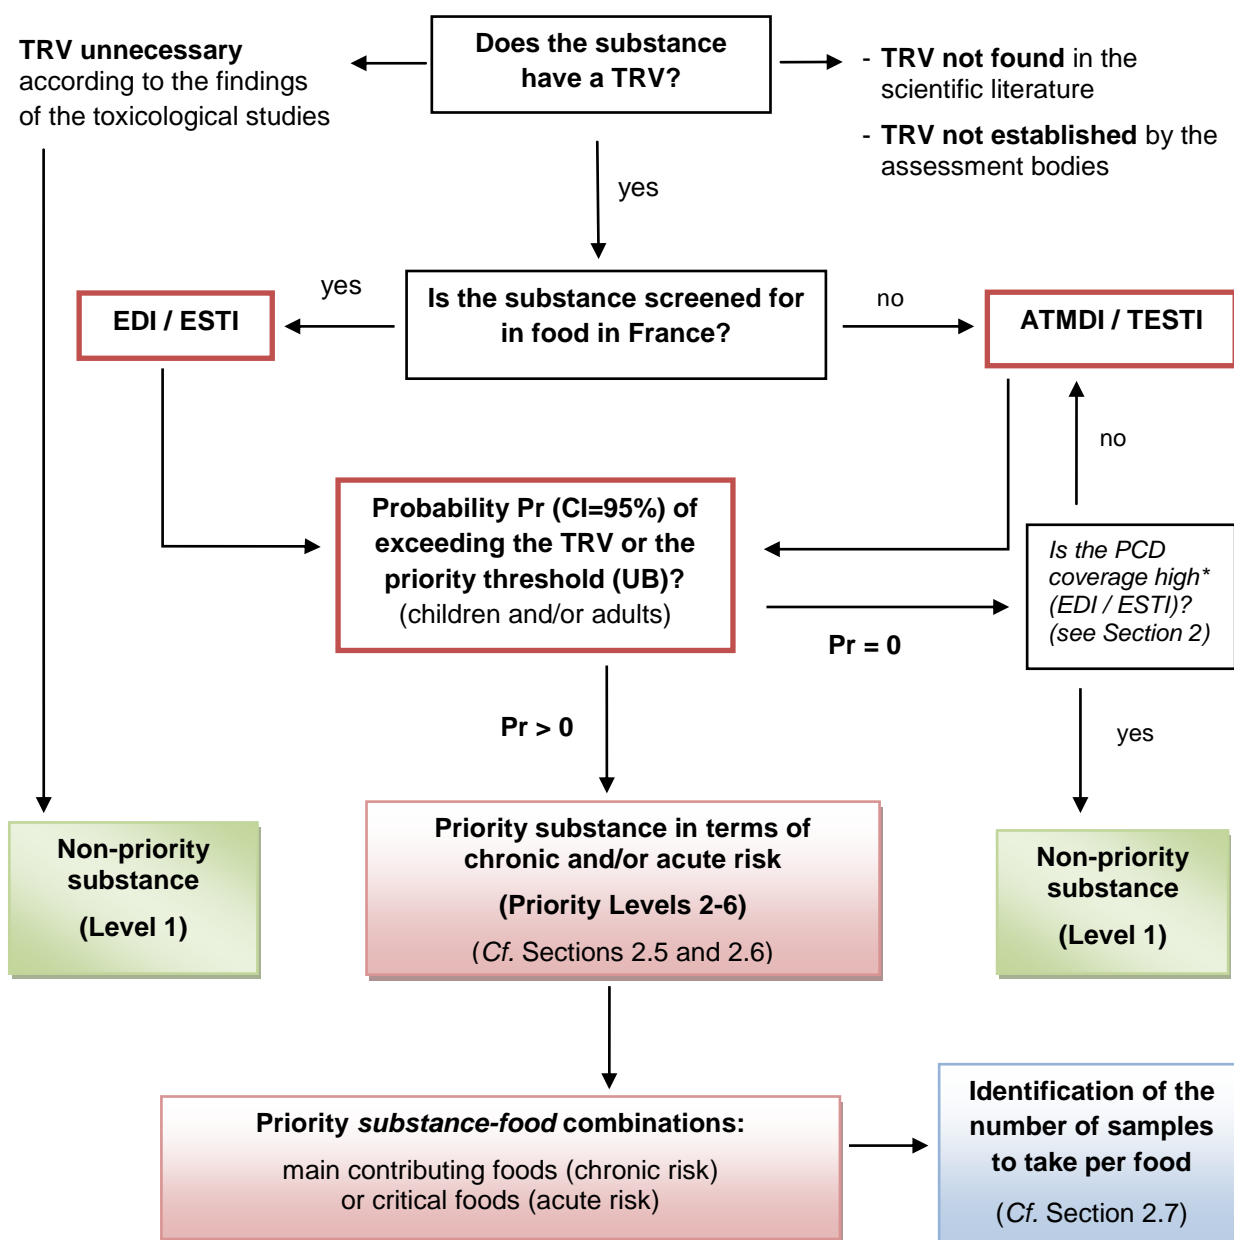 TRV unnecessary
according to the findings
of the toxicological studies
Does the substance
have a TRV?
- TRV not found in the
scientific literature
- TRV not established by the
assessment bodies
yes
EDI / ESTI
yes
Is the substance screened for
in food in France?
no
ATMDI / TESTI
no
Probability Pr (CI=95%) of
exceeding the TRV or the
priority threshold (UB)?
(children and/or adults)
Pr = 0
Is the PCD
coverage high*
(EDI / ESTI)?
(see Section 2)
Pr > 0
yes
Non-priority
substance
(Level 1)
Priority substance in terms of
chronic and/or acute risk
(Priority Levels 2-6)
(Cf. Sections 2.5 and 2.6)
Non-priority
substance
(Level 1)
Priority substance-food combinations:
main contributing foods (chronic risk)
or critical foods (acute risk)
Identification of the
number of samples
to take per food
(Cf. Section 2.7)